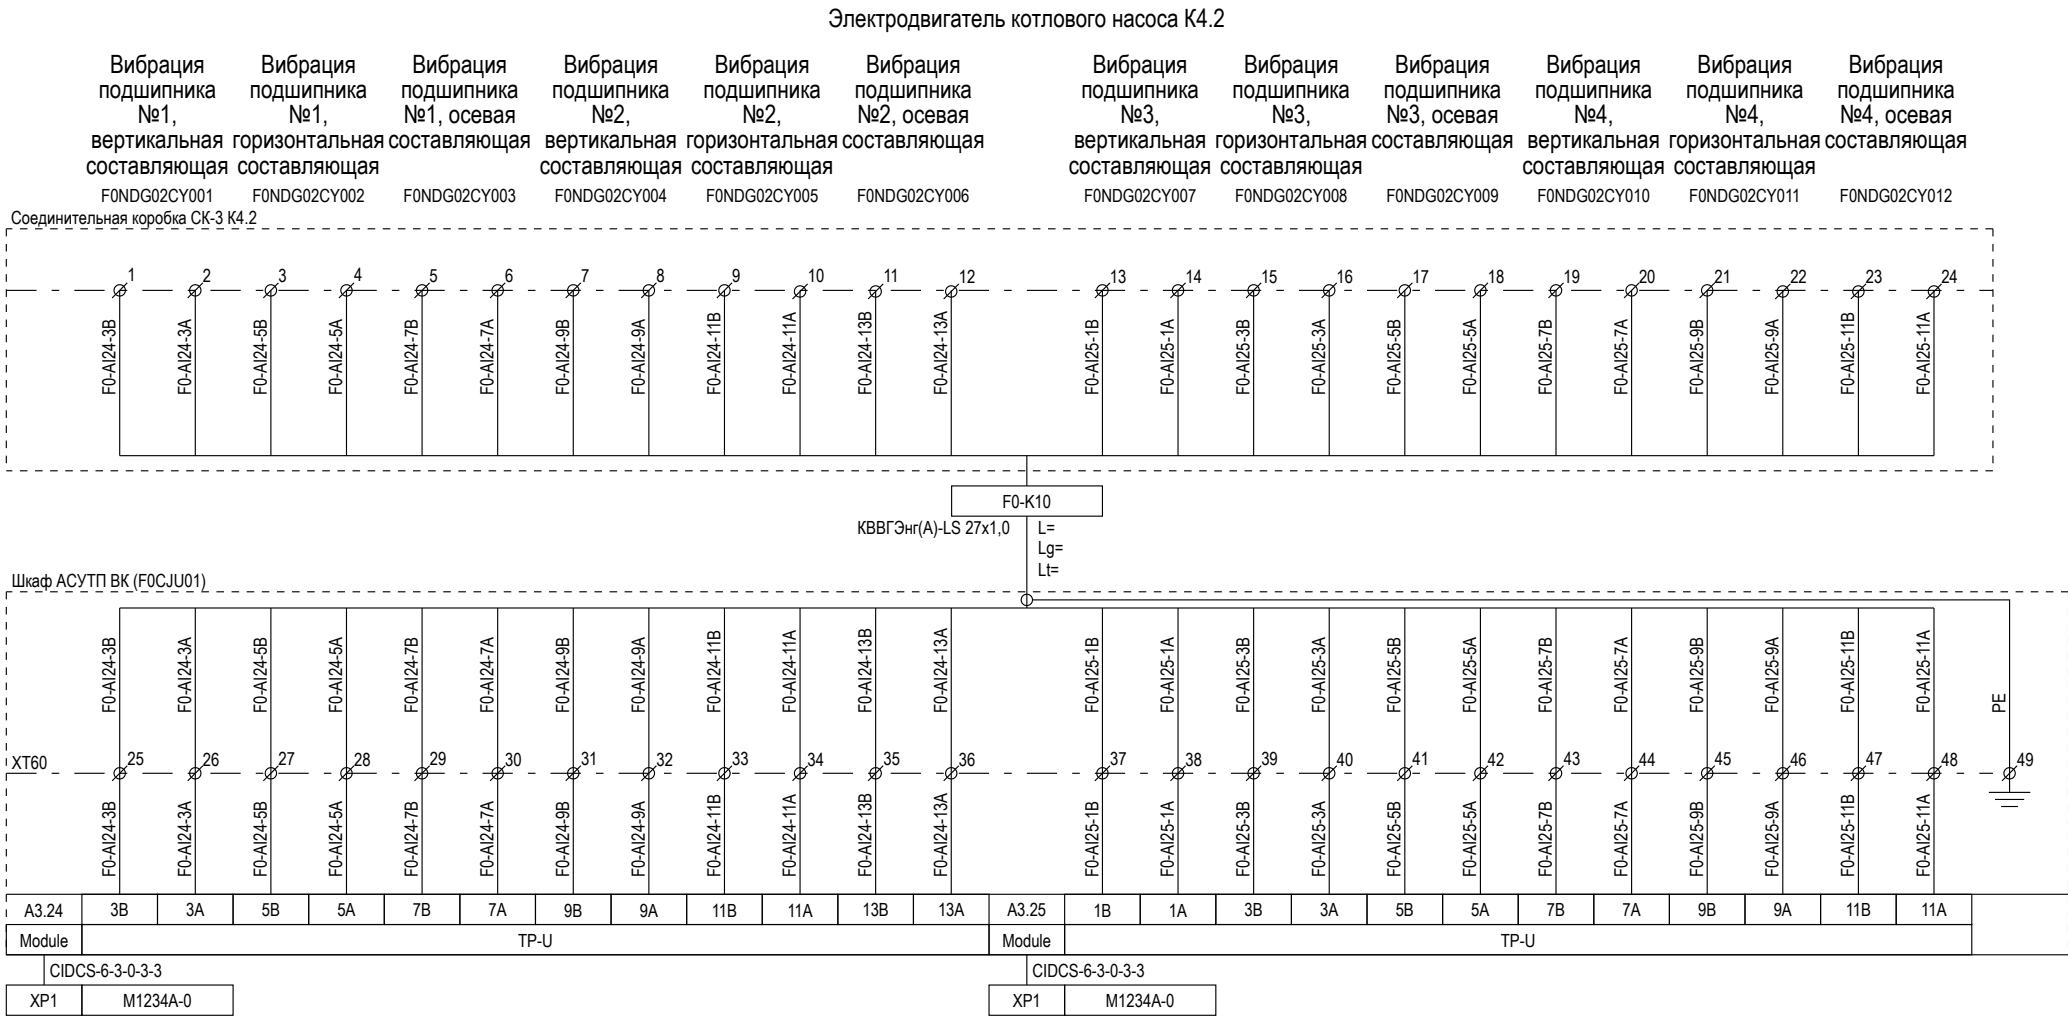 Электродвигатель котлового насоса К4.2
Вибрация подшипника №1, вертикальная составляющая
Вибрация подшипника №1, горизонтальная составляющая
Вибрация подшипника №1, осевая составляющая
Вибрация подшипника №2, вертикальная составляющая
Вибрация подшипника №2, горизонтальная составляющая
Вибрация подшипника №2, осевая составляющая
Вибрация подшипника №3, вертикальная составляющая
Вибрация подшипника №3, горизонтальная составляющая
Вибрация подшипника №3, осевая составляющая
Вибрация подшипника №4, вертикальная составляющая
Вибрация подшипника №4, горизонтальная составляющая
Вибрация подшипника №4, осевая составляющая
F0NDG02CY001 F0NDG02CY002 F0NDG02CY003 F0NDG02CY004 F0NDG02CY005 F0NDG02CY006 F0NDG02CY007 F0NDG02CY008 F0NDG02CY009 F0NDG02CY010 F0NDG02CY011 F0NDG02CY012
Соединительная коробка СК-3 К4.2
1 2 3 4 5 6 7 8 9 10 11 12 13 14 15 16 17 18 19 20 21 22 23 24
F0-AI24-3B F0-AI24-3A F0-AI24-5B F0-AI24-5A F0-AI24-7B F0-AI24-7A F0-AI24-9B F0-AI24-9A F0-AI24-11B F0-AI24-11A F0-AI24-13B F0-AI24-13A F0-AI25-1B F0-AI25-1A F0-AI25-3B F0-AI25-3A F0-AI25-5B F0-AI25-5A F0-AI25-7B F0-AI25-7A F0-AI25-9B F0-AI25-9A F0-AI25-11B F0-AI25-11A
F0-K10
КВВГЭнг(А)-LS 27x1,0 L=
Lg=
Lt=
Шкаф АСУТП ВК (F0CJU01)
F0-AI24-3B F0-AI24-3A F0-AI24-5B F0-AI24-5A F0-AI24-7B F0-AI24-7A F0-AI24-9B F0-AI24-9A F0-AI24-11B F0-AI24-11A F0-AI24-13B F0-AI24-13A F0-AI25-1B F0-AI25-1A F0-AI25-3B F0-AI25-3A F0-AI25-5B F0-AI25-5A F0-AI25-7B F0-AI25-7A F0-AI25-9B F0-AI25-9A F0-AI25-11B F0-AI25-11A PE
XT60 25 26 27 28 29 30 31 32 33 34 35 36 37 38 39 40 41 42 43 44 45 46 47 48 49
F0-AI24-3B F0-AI24-3A F0-AI24-5B F0-AI24-5A F0-AI24-7B F0-AI24-7A F0-AI24-9B F0-AI24-9A F0-AI24-11B F0-AI24-11A F0-AI24-13B F0-AI24-13A F0-AI25-1B F0-AI25-1A F0-AI25-3B F0-AI25-3A F0-AI25-5B F0-AI25-5A F0-AI25-7B F0-AI25-7A F0-AI25-9B F0-AI25-9A F0-AI25-11B F0-AI25-11A
A3.24 3B 3A 5B 5A 7B 7A 9B 9A 11B 11A 13B 13A A3.25 1B 1A 3B 3A 5B 5A 7B 7A 9B 9A 11B 11A
Module TP-U Module TP-U
CIDCS-6-3-0-3-3 CIDCS-6-3-0-3-3
XP1 M1234A-0 XP1 M1234A-0